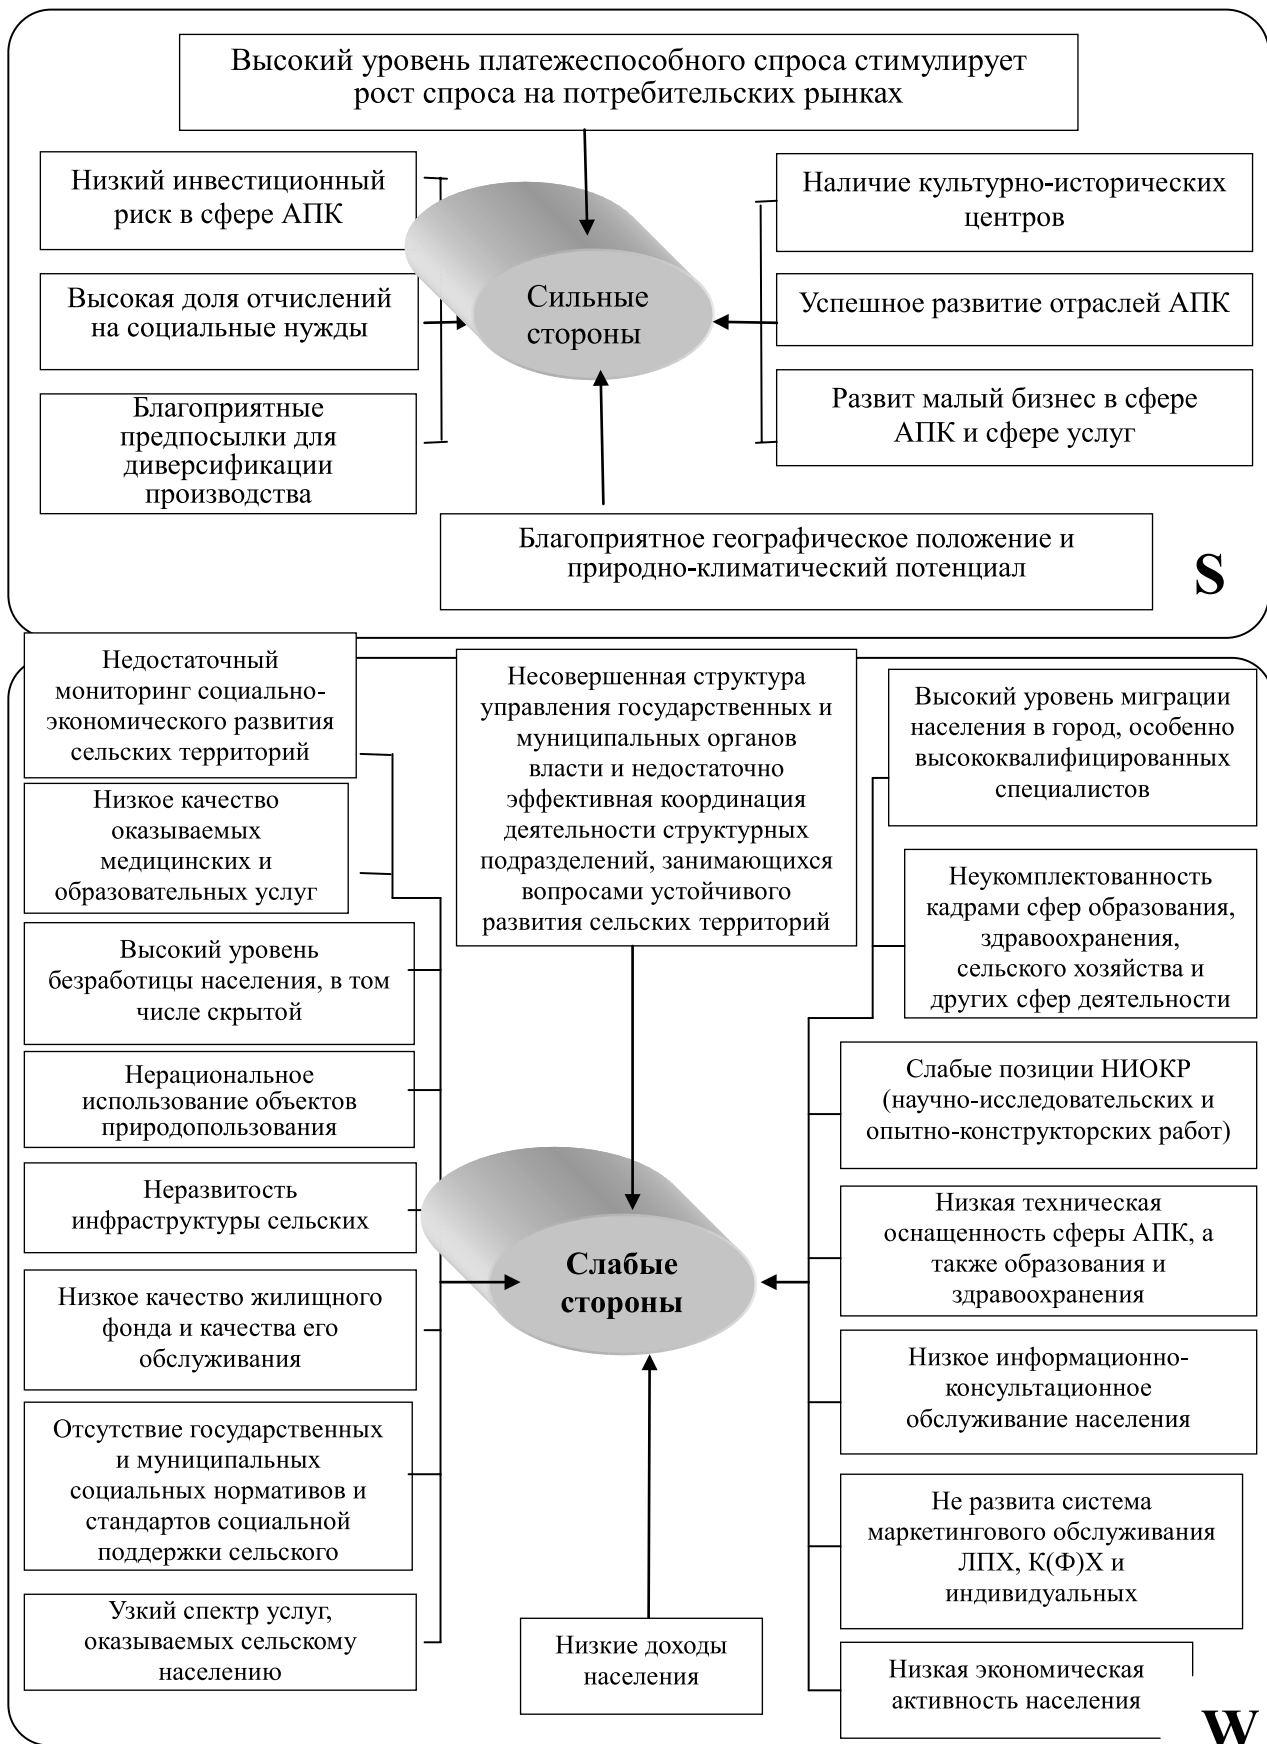 Высокий уровень платежеспособного спроса стимулирует
рост спроса на потребительских рынках
Низкий инвестиционный
риск в сфере АПК
Высокая доля отчислений
на социальные нужды
Благоприятные
предпосылки для
диверсификации
производства
Сильные
стороны
Наличие культурно-исторических
центров
Успешное развитие отраслей АПК
Развит малый бизнес в сфере
АПК и сфере услуг
Благоприятное географическое положение и
природно-климатический потенциал
S
Недостаточный
мониторинг социально-
экономического развития
сельских территорий
Низкое качество
оказываемых
медицинских и
образовательных услуг
Высокий уровень
безработицы населения, в том
числе скрытой
Нерациональное
использование объектов
природопользования
Неразвитость
инфраструктуры сельских
Низкое качество жилищного
фонда и качества его
обслуживания
Отсутствие государственных
и муниципальных
социальных нормативов и
стандартов социальной
поддержки сельского
Узкий спектр услуг,
оказываемых сельскому
населению
Несовершенная структура
управления государственных и
муниципальных органов
власти и недостаточно
эффективная координация
деятельности структурных
подразделений, занимающихся
вопросами устойчивого
развития сельских территорий
Слабые
стороны
Низкие доходы
населения
Высокий уровень миграции
населения в город, особенно
высококвалифицированных
специалистов
Неукомплектованность
кадрами сфер образования,
здравоохранения,
сельского хозяйства и
других сфер деятельности
Слабые позиции НИОКР
(научно-исследовательских и
опытно-конструкторских работ)
Низкая техническая
оснащенность сферы АПК, а
также образования и
здравоохранения
Низкое информационно-
консультационное
обслуживание населения
Не развита система
маркетингового обслуживания
ЛПХ, К(Ф)Х и
индивидуальных
Низкая экономическая
активность населения
W